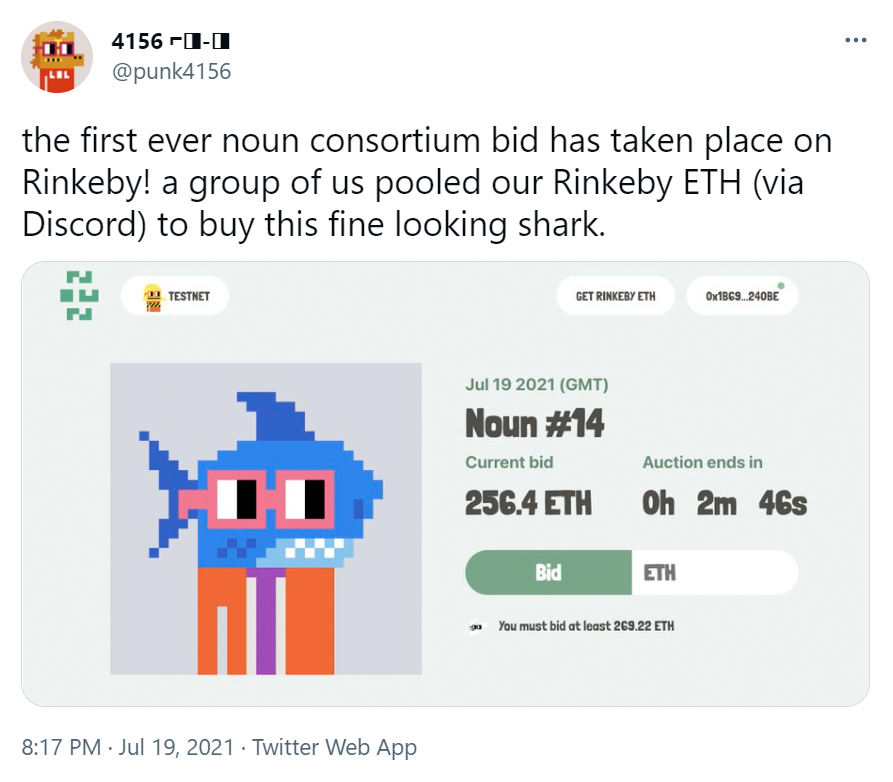 4156 ⌐◨-◨
@punk4156
the first ever noun consortium bid has taken place on
Rinkeby! a group of us pooled our Rinkeby ETH (via
Discord) to buy this fine looking shark.
TESTNET
GET RINKEBY ETH
0x1B69...240BE
Jul 19 2021 (GMT)
Noun #14
Current bid
Auction ends in
256.4 ETH
0h 2m 46s
Bid
ETH
You must bid at least 269.22 ETH
8:17 PM · Jul 19, 2021 · Twitter Web App